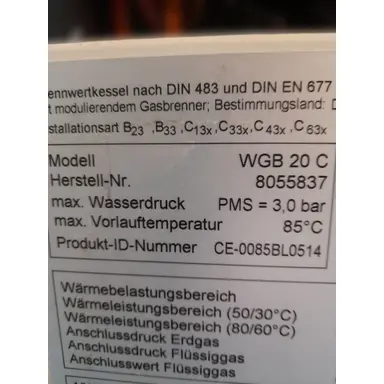 ennwertkessel nach DIN 483 und DIN EN 677
t modulierendem Gasbrenner; Bestimmungsland:
stallationsart B23 ,B33 ,C13x ,C33x ,C43x ,C63x
Modell WGB 20 C
Herstell-Nr. 8055837
max. Wasserdruck PMS = 3,0 bar
max. Vorlauftemperatur 85°C
Produkt-ID-Nummer CE-0085BL0514
Wärmebelastungsbereich
Wärmeleistungsbereich (50/30°C)
Wärmeleistungsbereich (80/60°C)
Anschlussdruck Erdgas
Anschlussdruck Flüssiggas
Anschlusswert Flüssiggas